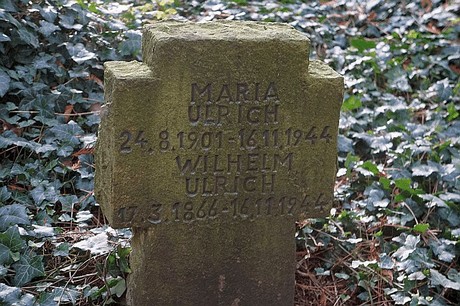 MARIA
ULRICH
24.8.1901-16.11.1944
WILHELM
ULRICH
17.3.1866-16.11.1944